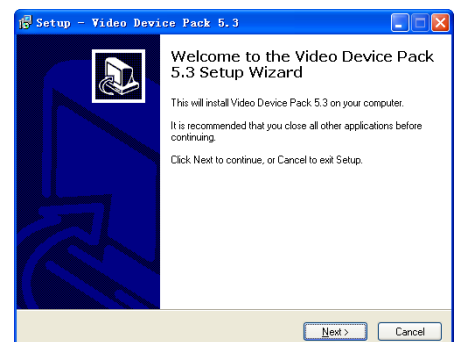 Setup - Video Device Pack 5.3
Welcome to the Video Device Pack
5.3 Setup Wizard
This will install Video Device Pack 5.3 on your computer.
It is recommended that you close all other applications before
continuing.
Click Next to continue, or Cancel to exit Setup.
Next >
Cancel